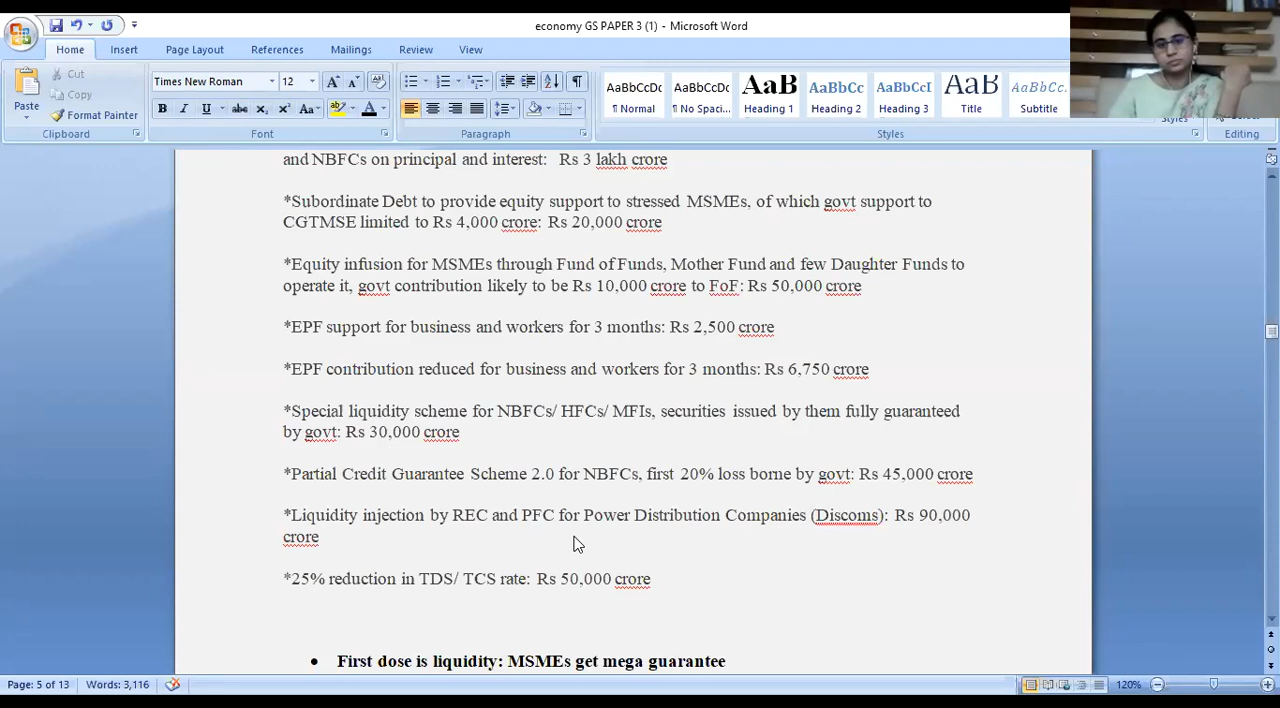 economy GS PAPER 3 (1) - Microsoft Word
Home Insert Page Layout References Mailings Review View
Paste
Cut
Copy
Format Painter
Clipboard
Times New Roman 12
Font
Paragraph
AaBbCcDc AaBbCcDc AaB AaBbCc AaBbCcI AaB AaBbCc.
¶ Normal ¶ No Spaci... Heading 1 Heading 2 Heading 3 Title Subtitle
Styles
Editing
and NBFCs on principal and interest: Rs 3 lakh crore
*Subordinate Debt to provide equity support to stressed MSMEs, of which govt support to
CGTMSE limited to Rs 4,000 crore: Rs 20,000 crore
*Equity infusion for MSMEs through Fund of Funds, Mother Fund and few Daughter Funds to
operate it, govt contribution likely to be Rs 10,000 crore to FoF: Rs 50,000 crore
*EPF support for business and workers for 3 months: Rs 2,500 crore
*EPF contribution reduced for business and workers for 3 months: Rs 6,750 crore
*Special liquidity scheme for NBFCs/ HFCs/ MFIs, securities issued by them fully guaranteed
by govt: Rs 30,000 crore
*Partial Credit Guarantee Scheme 2.0 for NBFCs, first 20% loss borne by govt: Rs 45,000 crore
*Liquidity injection by REC and PFC for Power Distribution Companies (Discoms): Rs 90,000
crore
*25% reduction in TDS/ TCS rate: Rs 50,000 crore
• First dose is liquidity: MSMEs get mega guarantee
Page: 5 of 13 Words: 3,116 120%